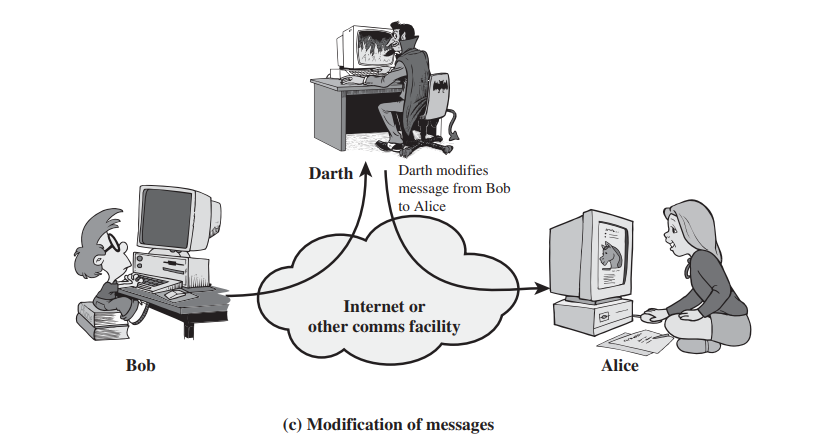 Darth
Darth modifies
message from Bob
to Alice
Internet or
other comms facility
Bob
Alice
(c) Modification of messages